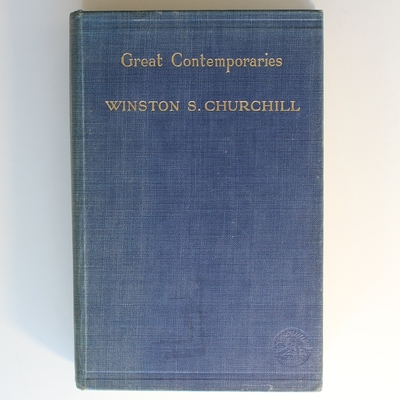 Great Contemporaries
WINSTON S. CHURCHILL